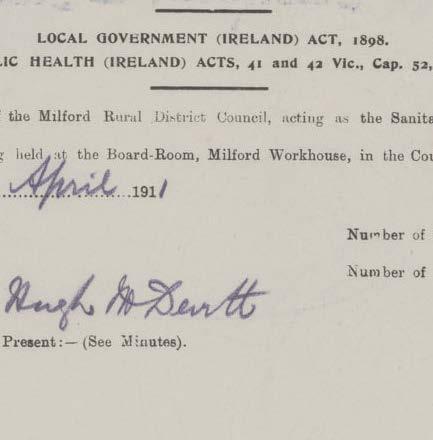 LOCAL GOVERNMENT (IRELAND) ACT, 1898.
LIC HEALTH (IRELAND) ACTS, 41 and 42 Vic., Cap. 52,
f the Milford Rural District Council, acting as the Sanita
g held at the Board-Room, Milford Workhouse, in the Cou
April 1911
Number of
Number of
Hugh McDevitt
Present:— (See Minutes).